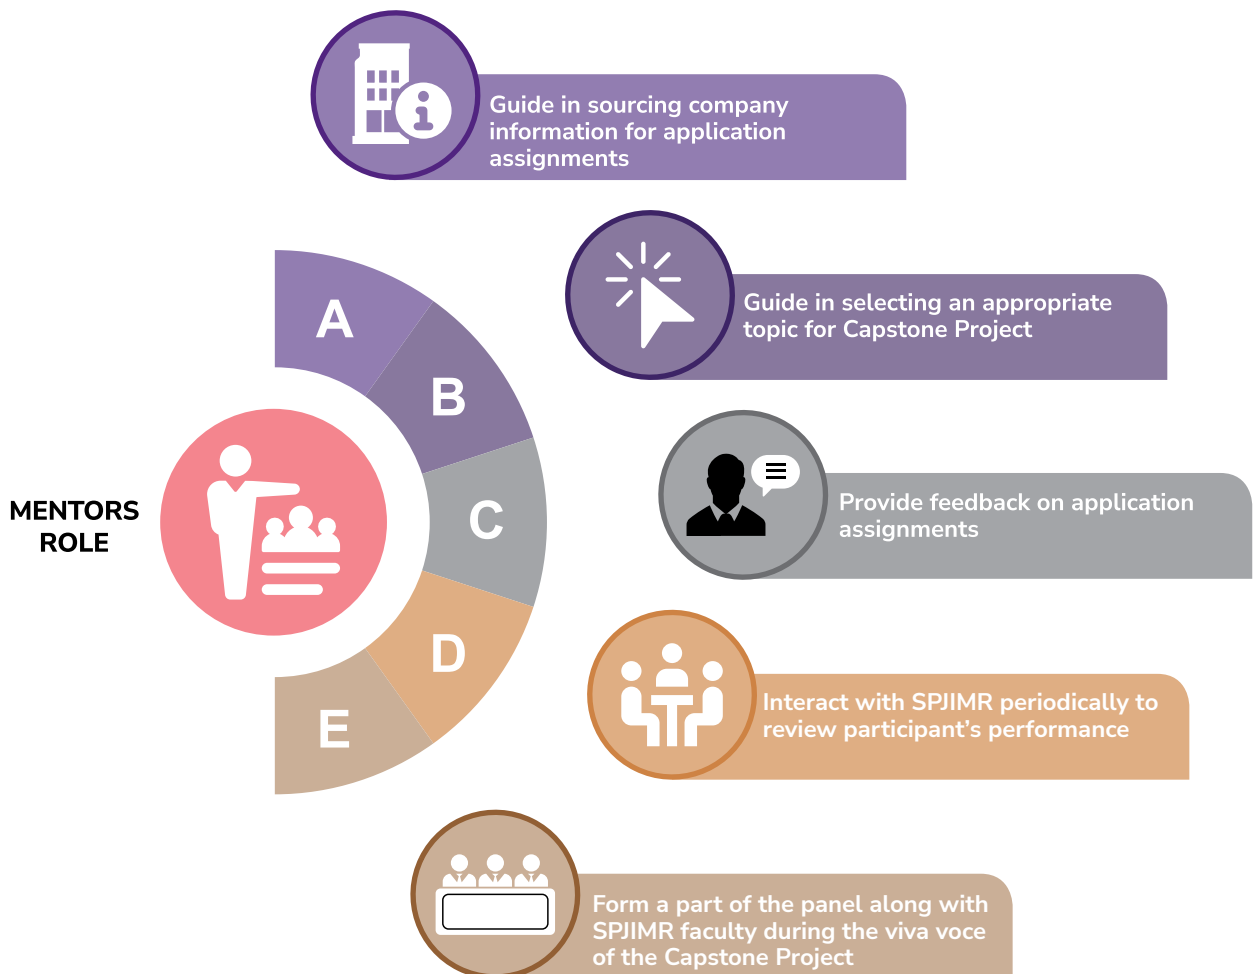 Guide in sourcing company
information for application
assignments
A
Guide in selecting an appropriate
topic for Capstone Project
B
MENTORS
ROLE
C
Provide feedback on application
assignments
D
Interact with SPJIMR periodically to
review participant’s performance
E
Form a part of the panel along with
SPJIMR faculty during the viva voce
of the Capstone Project